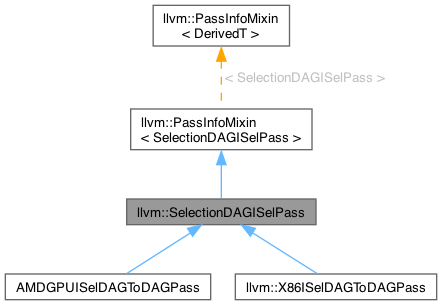 llvm::PassInfoMixin
< DerivedT >
< SelectionDAGISelPass >
llvm::PassInfoMixin
< SelectionDAGISelPass >
llvm::SelectionDAGISelPass
AMDGPUISelDAGToDAGPass
llvm::X86ISelDAGToDAGPass